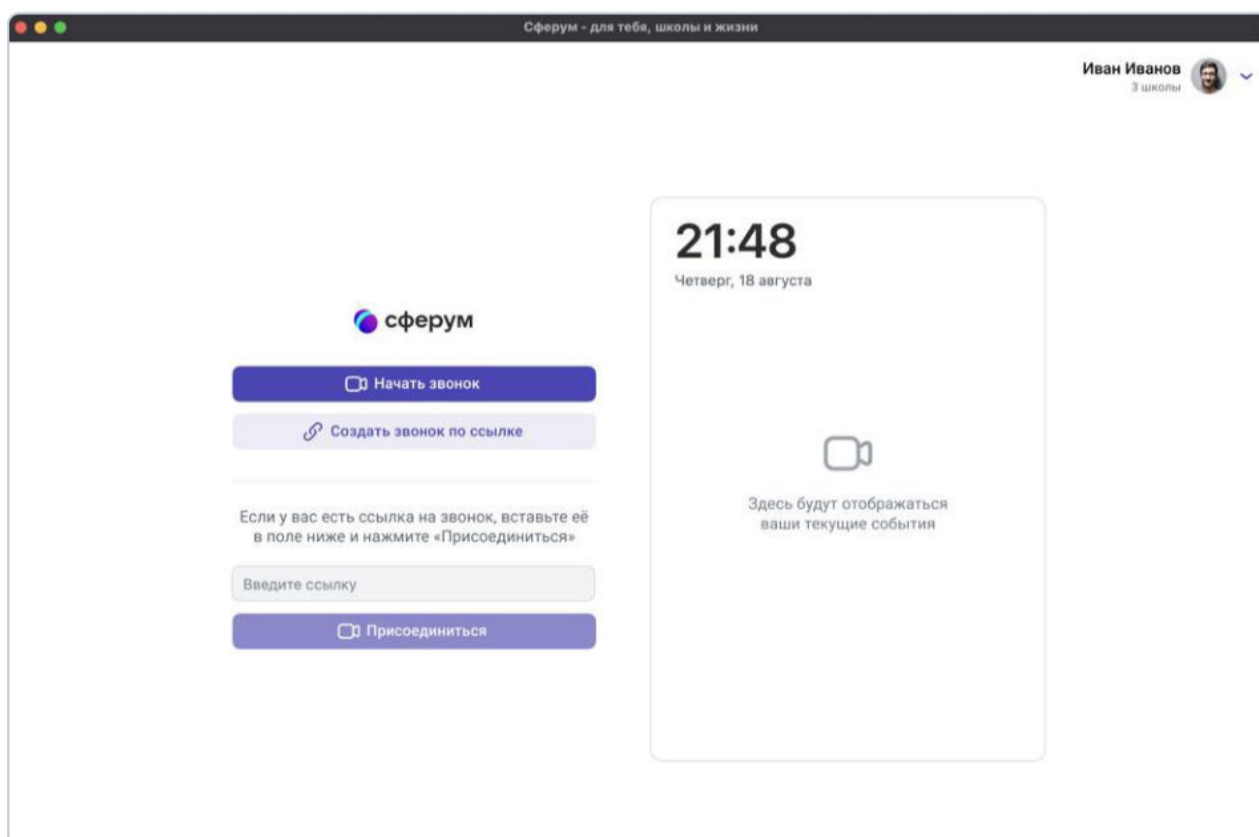 Сферум - для тебя, школы и жизни
Иван Иванов
3 школы
сферум
Начать звонок
Создать звонок по ссылке
Если у вас есть ссылка на звонок, вставьте её
в поле ниже и нажмите «Присоединиться»
Введите ссылку
Присоединиться
21:48
Четверг, 18 августа
Здесь будут отображаться
ваши текущие события